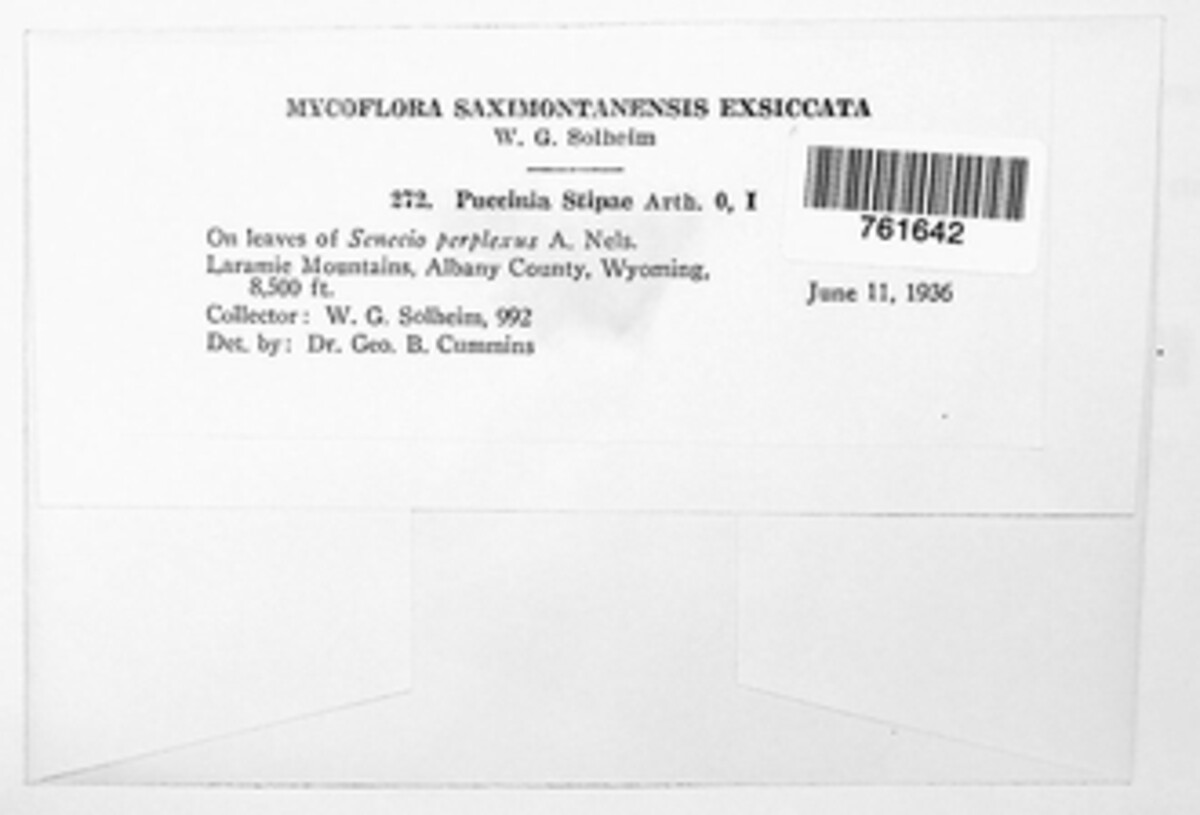 MYCOFLORA SAXIMONTANENSIS EXSICCATA
W. G. Solheim
272. Puccinia Stipae Arth. 0, I
On leaves of Senecio perplexus A. Nels.
Laramie Mountains, Albany County, Wyoming,
8,500 ft.
June 11, 1936
Collector: W. G. Solheim, 992
Det. by: Dr. Geo. B. Cummins
761642